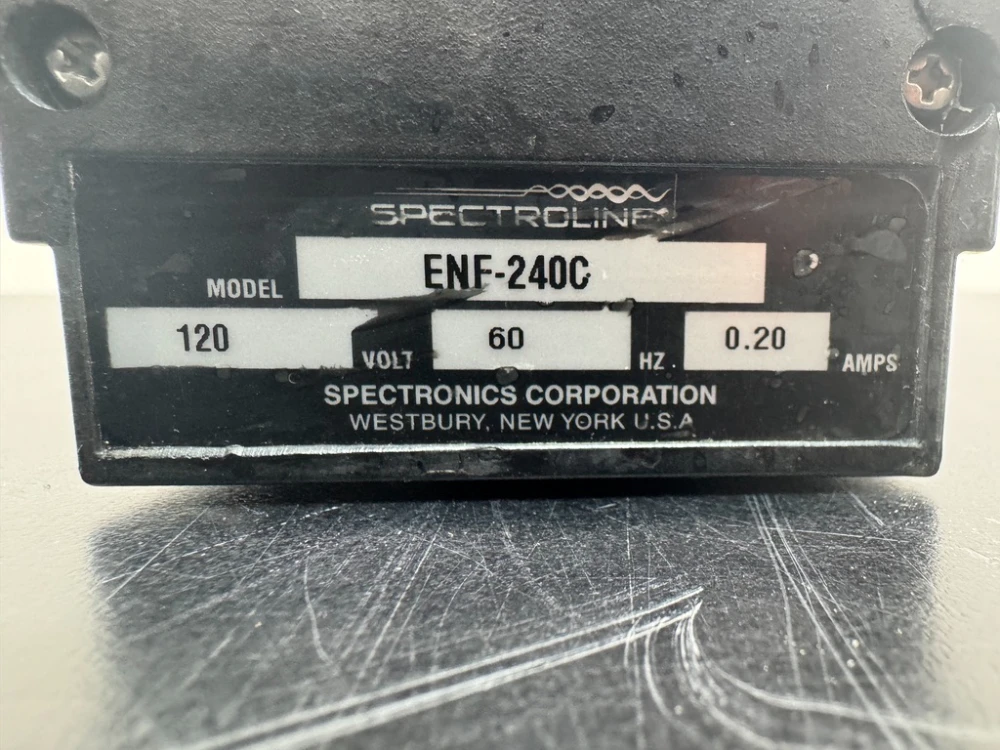 SPECTROLINE
MODEL ENF-240C
120 VOLT 60 HZ 0.20 AMPS
SPECTRONICS CORPORATION
WESTBURY, NEW YORK U.S.A